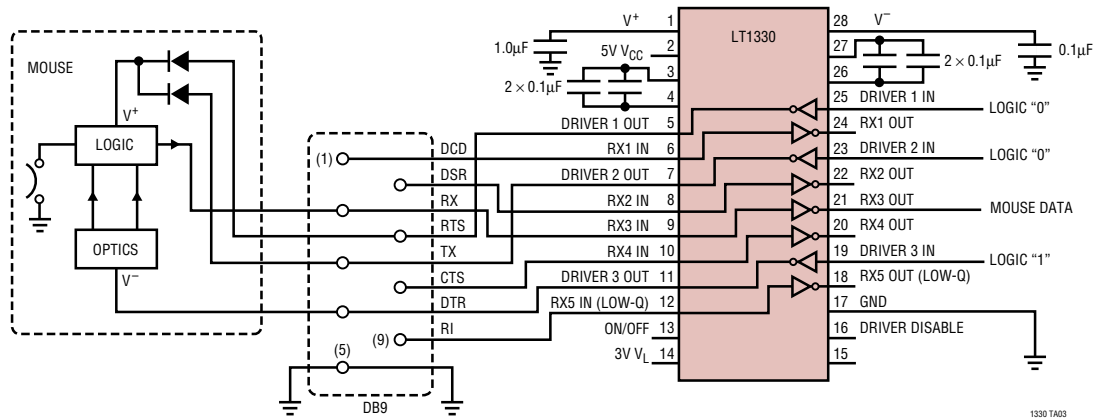 MOUSE
V+
LOGIC
OPTICS
V−
(1)
(9)
(5)
DB9
DCD
DSR
RX
RTS
TX
CTS
DTR
RI
1.0µF
V+ 1
5V VCC 2
3
2 × 0.1µF
4
DRIVER 1 OUT 5
RX1 IN 6
DRIVER 2 OUT 7
RX2 IN 8
RX3 IN 9
RX4 IN 10
DRIVER 3 OUT 11
RX5 IN (LOW-Q) 12
ON/OFF 13
3V VL 14
LT1330
28 V−
0.1µF
27
2 × 0.1µF
26
25 DRIVER 1 IN LOGIC “0”
24 RX1 OUT
23 DRIVER 2 IN LOGIC “0”
22 RX2 OUT
21 RX3 OUT MOUSE DATA
20 RX4 OUT
19 DRIVER 3 IN LOGIC “1”
18 RX5 OUT (LOW-Q)
17 GND
16 DRIVER DISABLE
15
1330 TA03